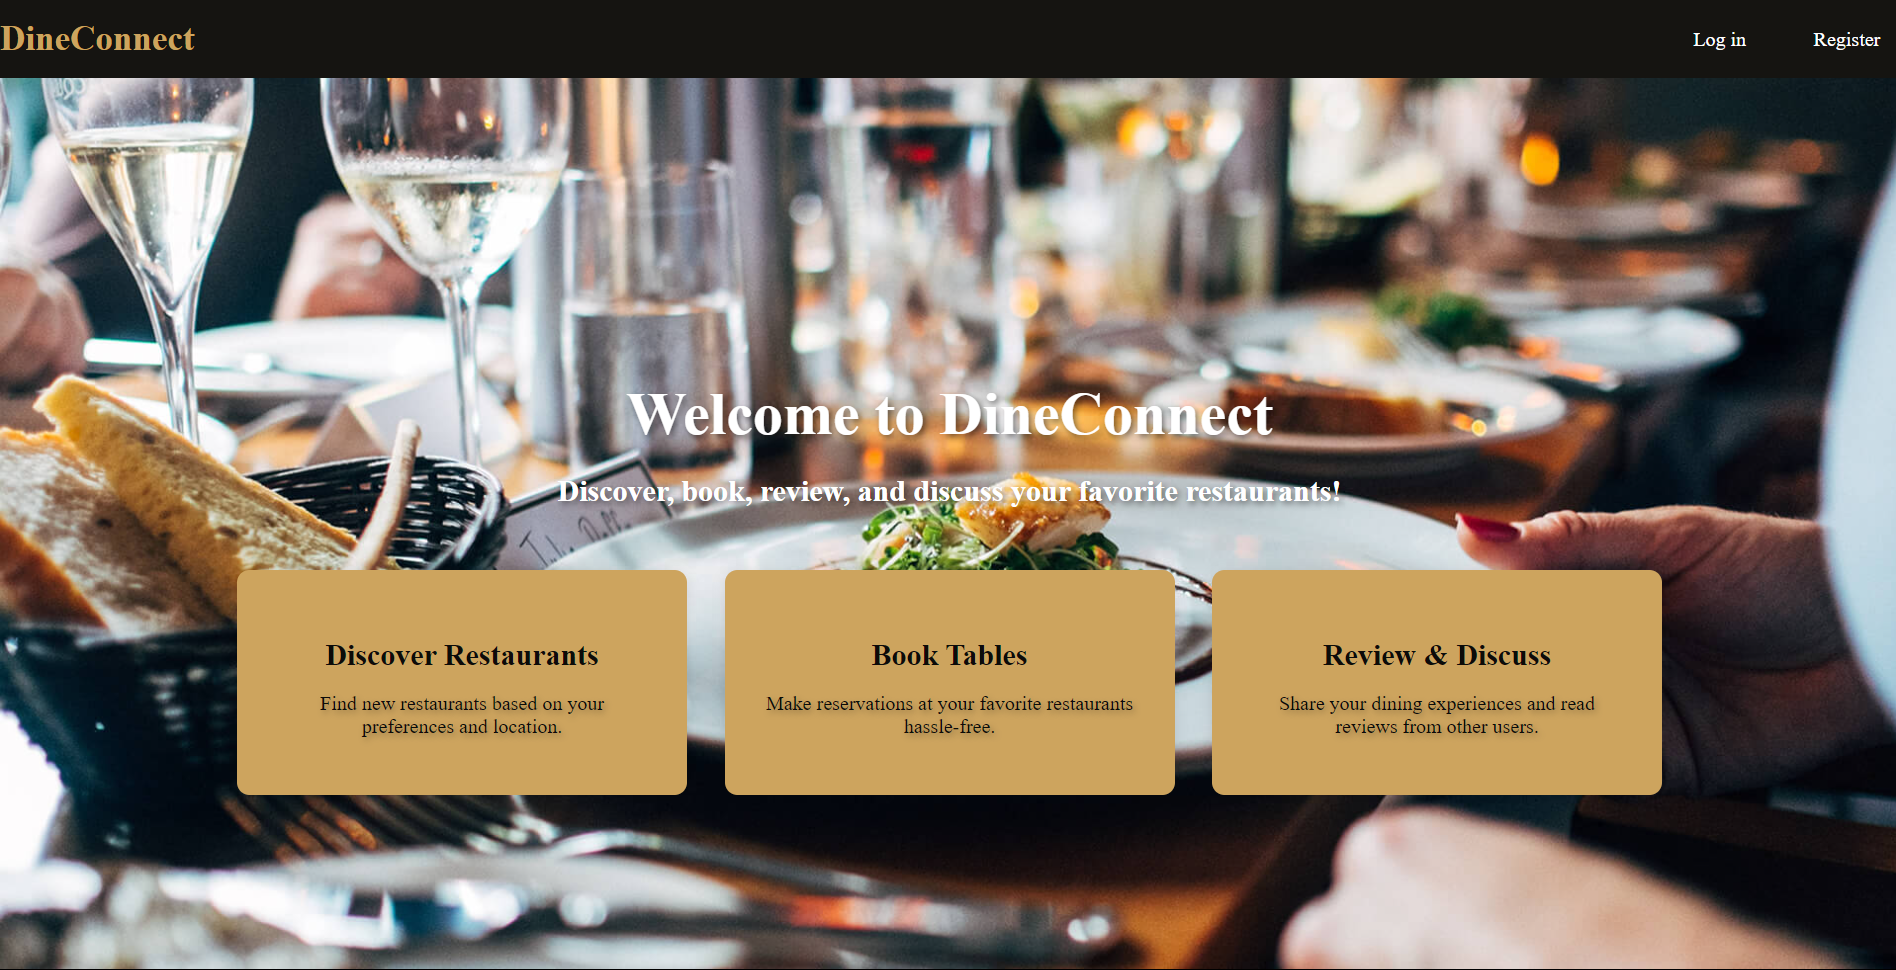 DineConnect
Log in
Register
Welcome to DineConnect
Discover, book, review, and discuss your favorite restaurants!
Discover Restaurants
Find new restaurants based on your
preferences and location.
Book Tables
Make reservations at your favorite restaurants
hassle-free.
Review & Discuss
Share your dining experiences and read
reviews from other users.